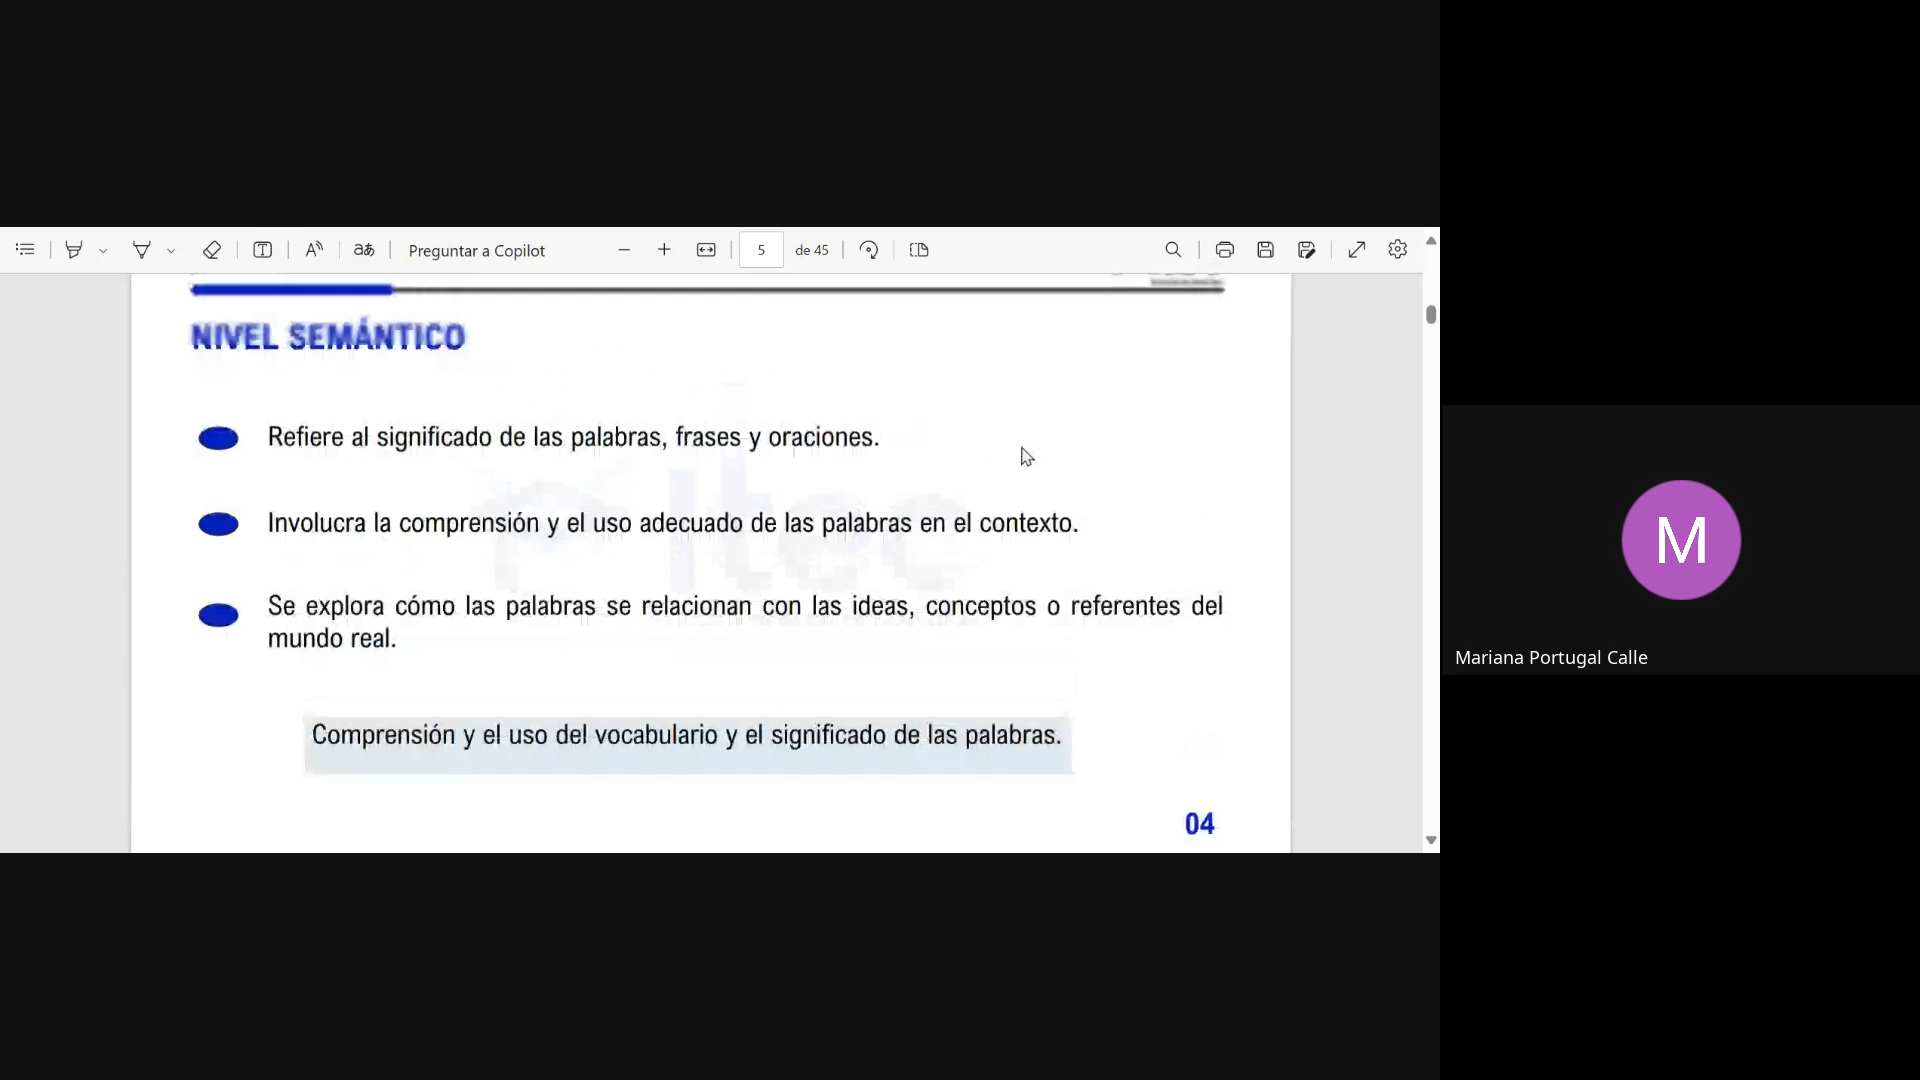 Preguntar a Copilot
5 de 45
NIVEL SEMÁNTICO
Refiere al significado de las palabras, frases y oraciones.
Involucra la comprensión y el uso adecuado de las palabras en el contexto.
Se explora cómo las palabras se relacionan con las ideas, conceptos o referentes del
mundo real.
Comprensión y el uso del vocabulario y el significado de las palabras.
04
M
Mariana Portugal Calle